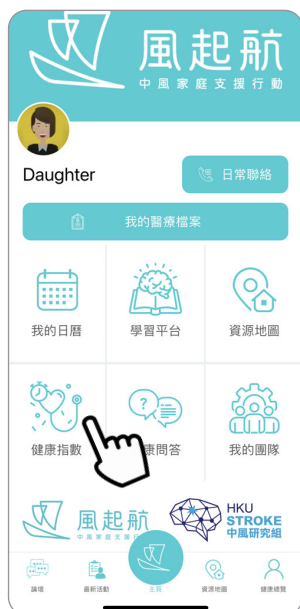 風起航
中風家庭支援行動
Daughter
日常聯絡
我的醫療檔案
我的日曆
學習平台
資源地圖
健康指數
康問答
我的團隊
風起航
中風家庭支援行
HKU
STROKE
中風研究組
論壇
最新活動
主頁
資源地圖
健康總覽